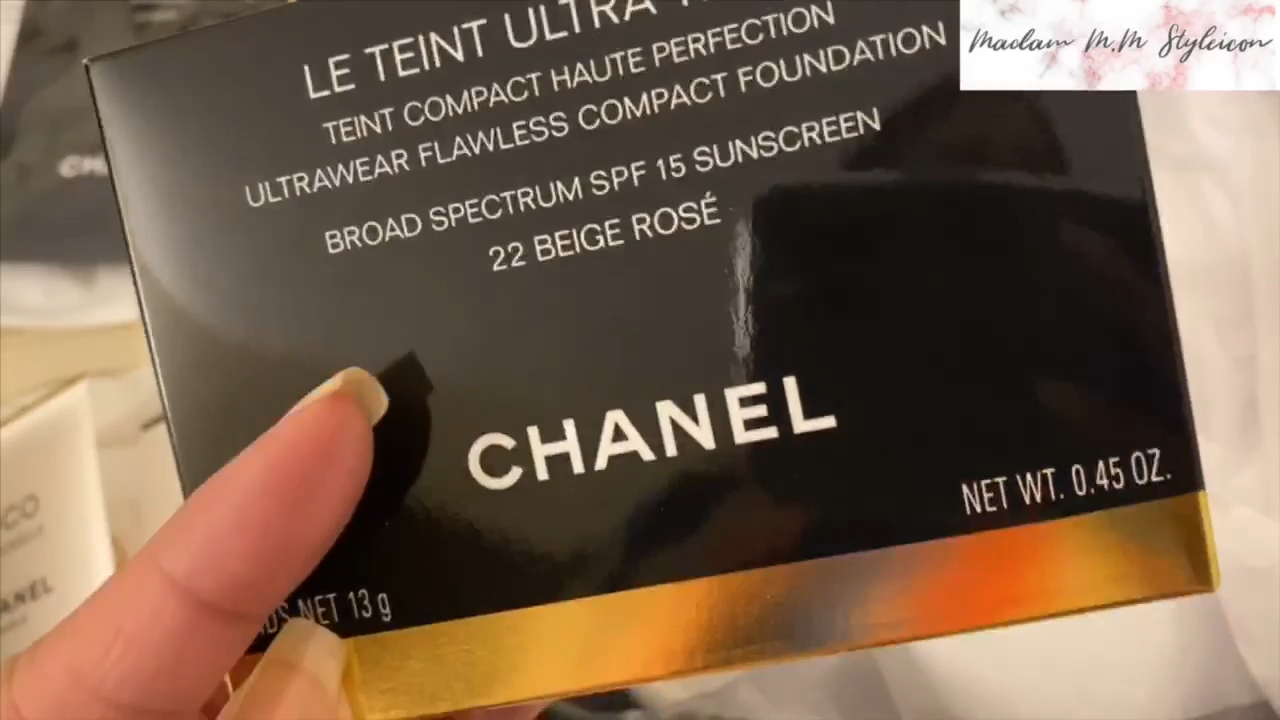 Madam M.M Styleicon
LE TEINT ULTRA
TEINT COMPACT HAUTE PERFECTION
ULTRAWEAR FLAWLESS COMPACT FOUNDATION
BROAD SPECTRUM SPF 15 SUNSCREEN
22 BEIGE ROSÉ
CHANEL
NET WT. 0.45 OZ.
NET 13 g